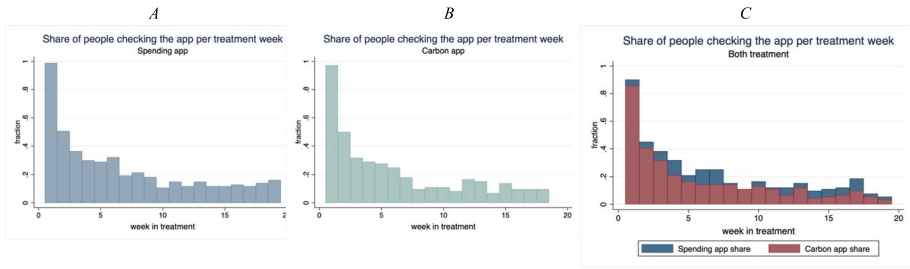 A
Share of people checking the app per treatment week
Spending app
1
.8
.6
.4
.2
0
fraction
0 5 10 15 2
week in treatment
B
Share of people checking the app per treatment week
Carbon app
1
.8
.6
.4
.2
0
fraction
0 5 10 15 20
week in treatment
C
Share of people checking the app per treatment week
Both treatment
1
.8
.6
.4
.2
0
fraction
0 5 10 15 20
week in treatment
Spending app share Carbon app share